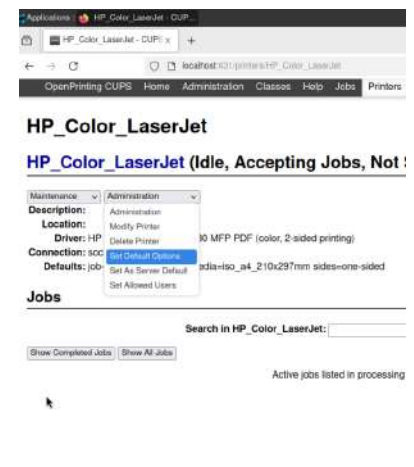 Applications : HP_Color_LaserJet - CUP...
HP_Color_LaserJet - CUPS x +
localhost:631/printers/HP_Color_LaserJet
OpenPrinting CUPS Home Administration Classes Help Jobs Printers
HP_Color_LaserJet
HP_Color_LaserJet (Idle, Accepting Jobs, Not
Maintenance Administration
Description: Administration
Location: Modify Printer
Driver: HP Delete Printer MFP PDF (color, 2-sided printing)
Connection: Set Default Options
Defaults: job- Set As Server Default media=iso_a4_210x297mm sides=one-sided
Set Allowed Users
Jobs
Search in HP_Color_LaserJet:
Show Completed Jobs Show All Jobs
Active jobs listed in processing